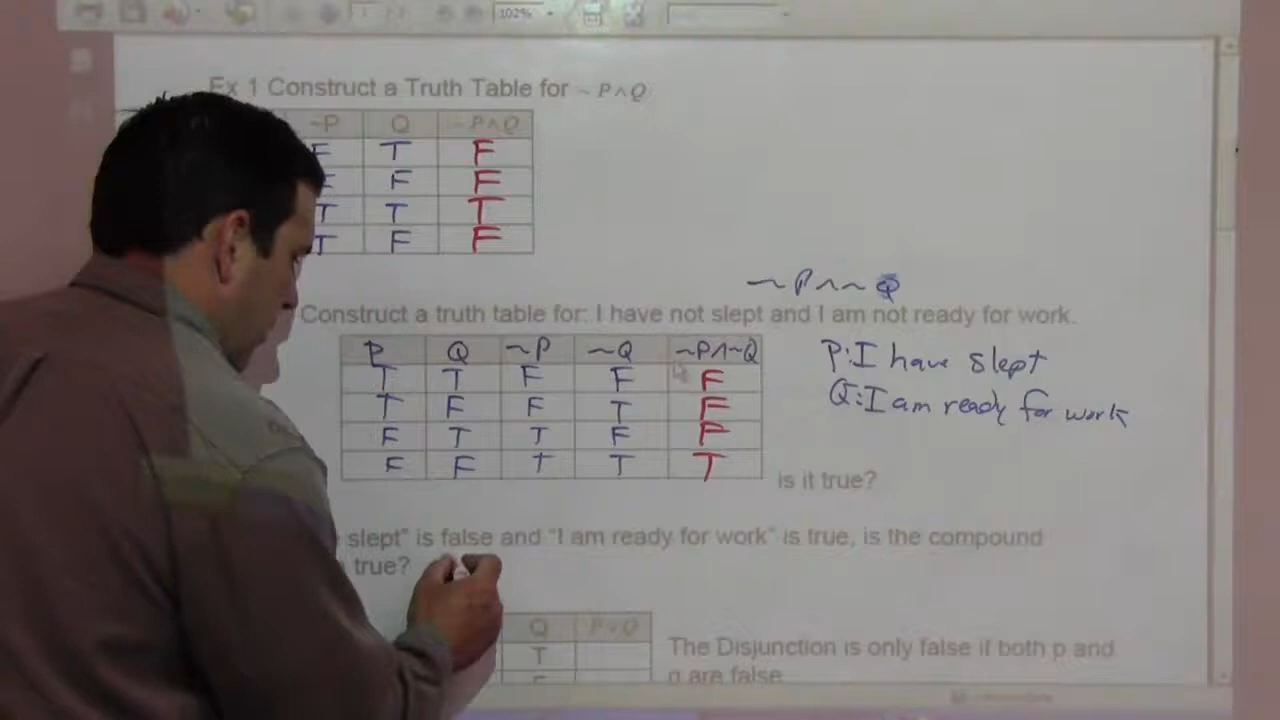 102%
Ex 1 Construct a Truth Table for ~ P ∧ Q
~P Q ~ P ∧ Q
F T F
F F
T T T
T F F
~P∧~Q
Construct a truth table for: I have not slept and I am not ready for work.
P Q ~P ~Q ~P∧~Q
T T F F F
T F F T F
F T T F F
F F T T T
P: I have slept
Q: I am ready for work
is it true?
slept" is false and "I am ready for work" is true, is the compound
true?
Q P ∨ Q
T
The Disjunction is only false if both p and
q are false